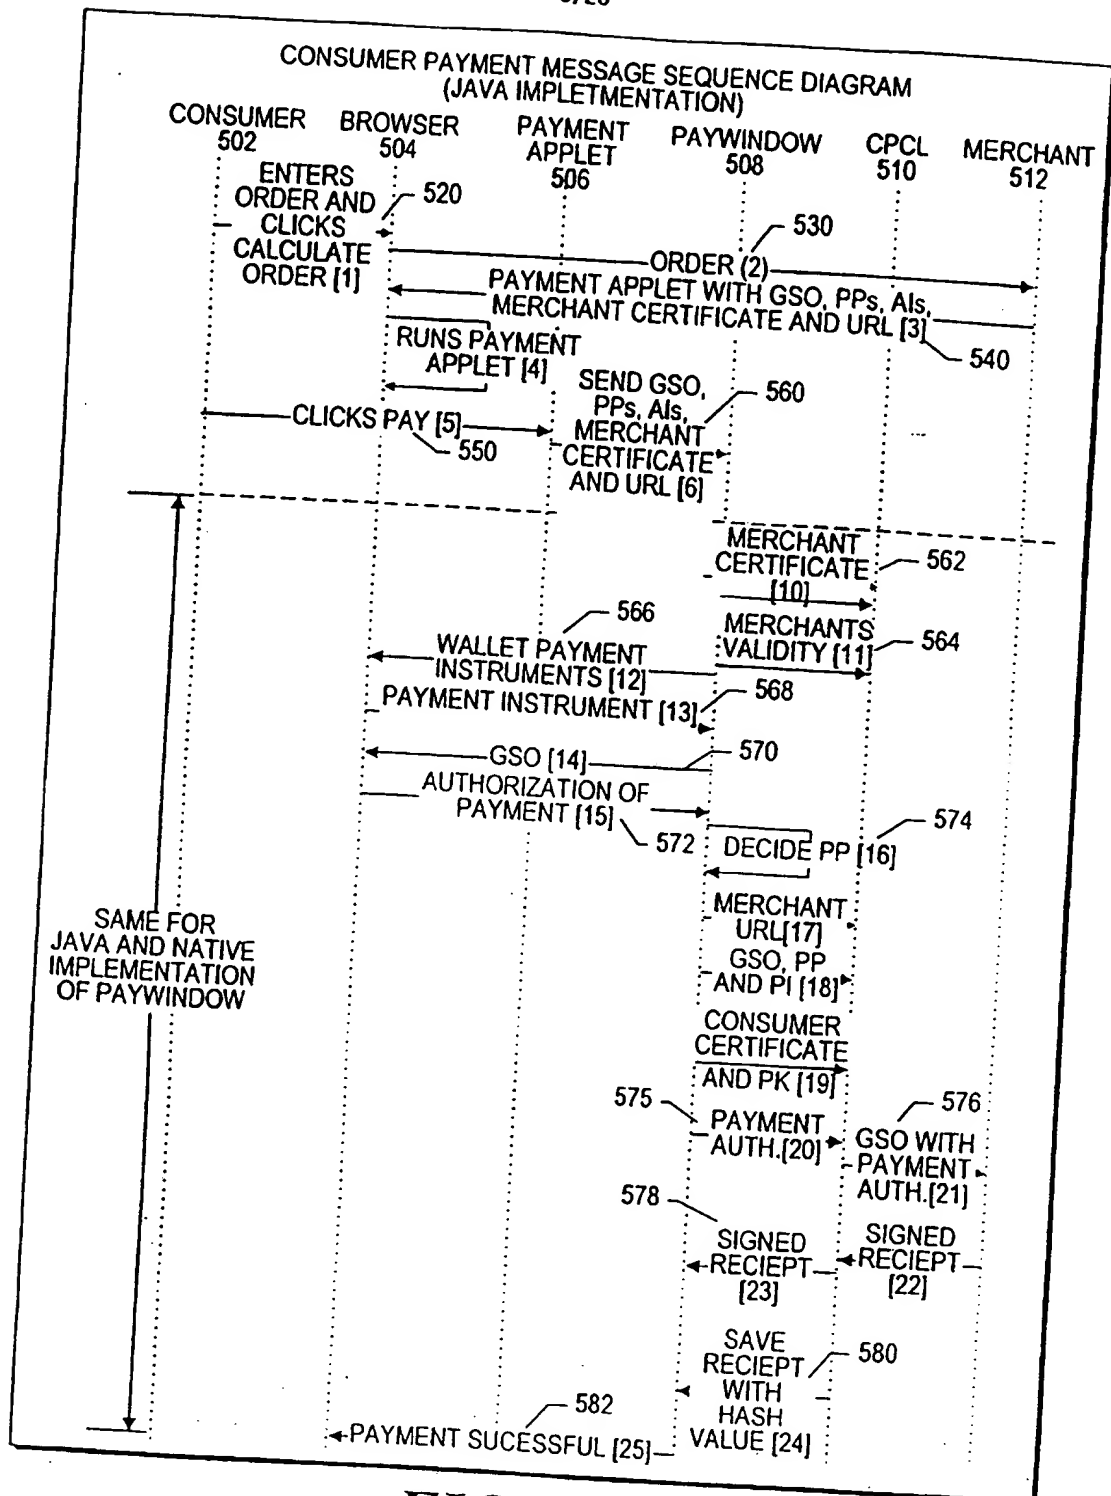 CONSUMER PAYMENT MESSAGE SEQUENCE DIAGRAM
(JAVA IMPLETMENTATION)
CONSUMER
502
BROWSER
504
PAYMENT
APPLET
506
PAYWINDOW
508
CPCL
510
MERCHANT
512
ENTERS
ORDER AND
CLICKS
CALCULATE
ORDER [1]
520
530
ORDER (2)
PAYMENT APPLET WITH GSO, PPs, AIs,
MERCHANT CERTIFICATE AND URL [3]
540
RUNS PAYMENT
APPLET [4]
SEND GSO,
PPs, AIs,
MERCHANT
CERTIFICATE
AND URL [6]
560
CLICKS PAY [5]
550
MERCHANT
CERTIFICATE
[10]
562
566
MERCHANTS
VALIDITY [11]
564
WALLET PAYMENT
INSTRUMENTS [12]
PAYMENT INSTRUMENT [13]
568
GSO [14]
570
AUTHORIZATION OF
PAYMENT [15]
572
574
DECIDE PP [16]
SAME FOR
JAVA AND NATIVE
IMPLEMENTATION
OF PAYWINDOW
MERCHANT
URL[17]
GSO, PP
AND PI [18]
CONSUMER
CERTIFICATE
AND PK [19]
575
PAYMENT
AUTH.[20]
576
GSO WITH
PAYMENT
AUTH.[21]
578
SIGNED
RECIEPT
[23]
SIGNED
RECIEPT
[22]
SAVE
RECIEPT
WITH
HASH
VALUE [24]
580
582
PAYMENT SUCESSFUL [25]